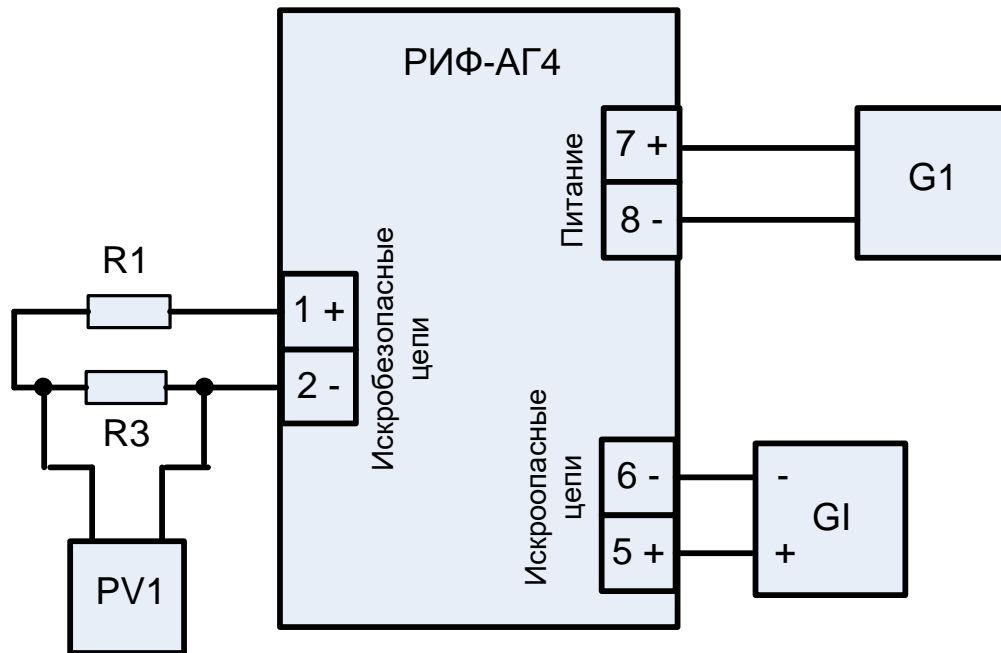 РИФ-АГ4
7 +
8 -
Питание
G1
R1
1 +
2 -
Искробезопасные
цепи
R3
PV1
Искроопасные
цепи
6 -
5 +
-
GI
+